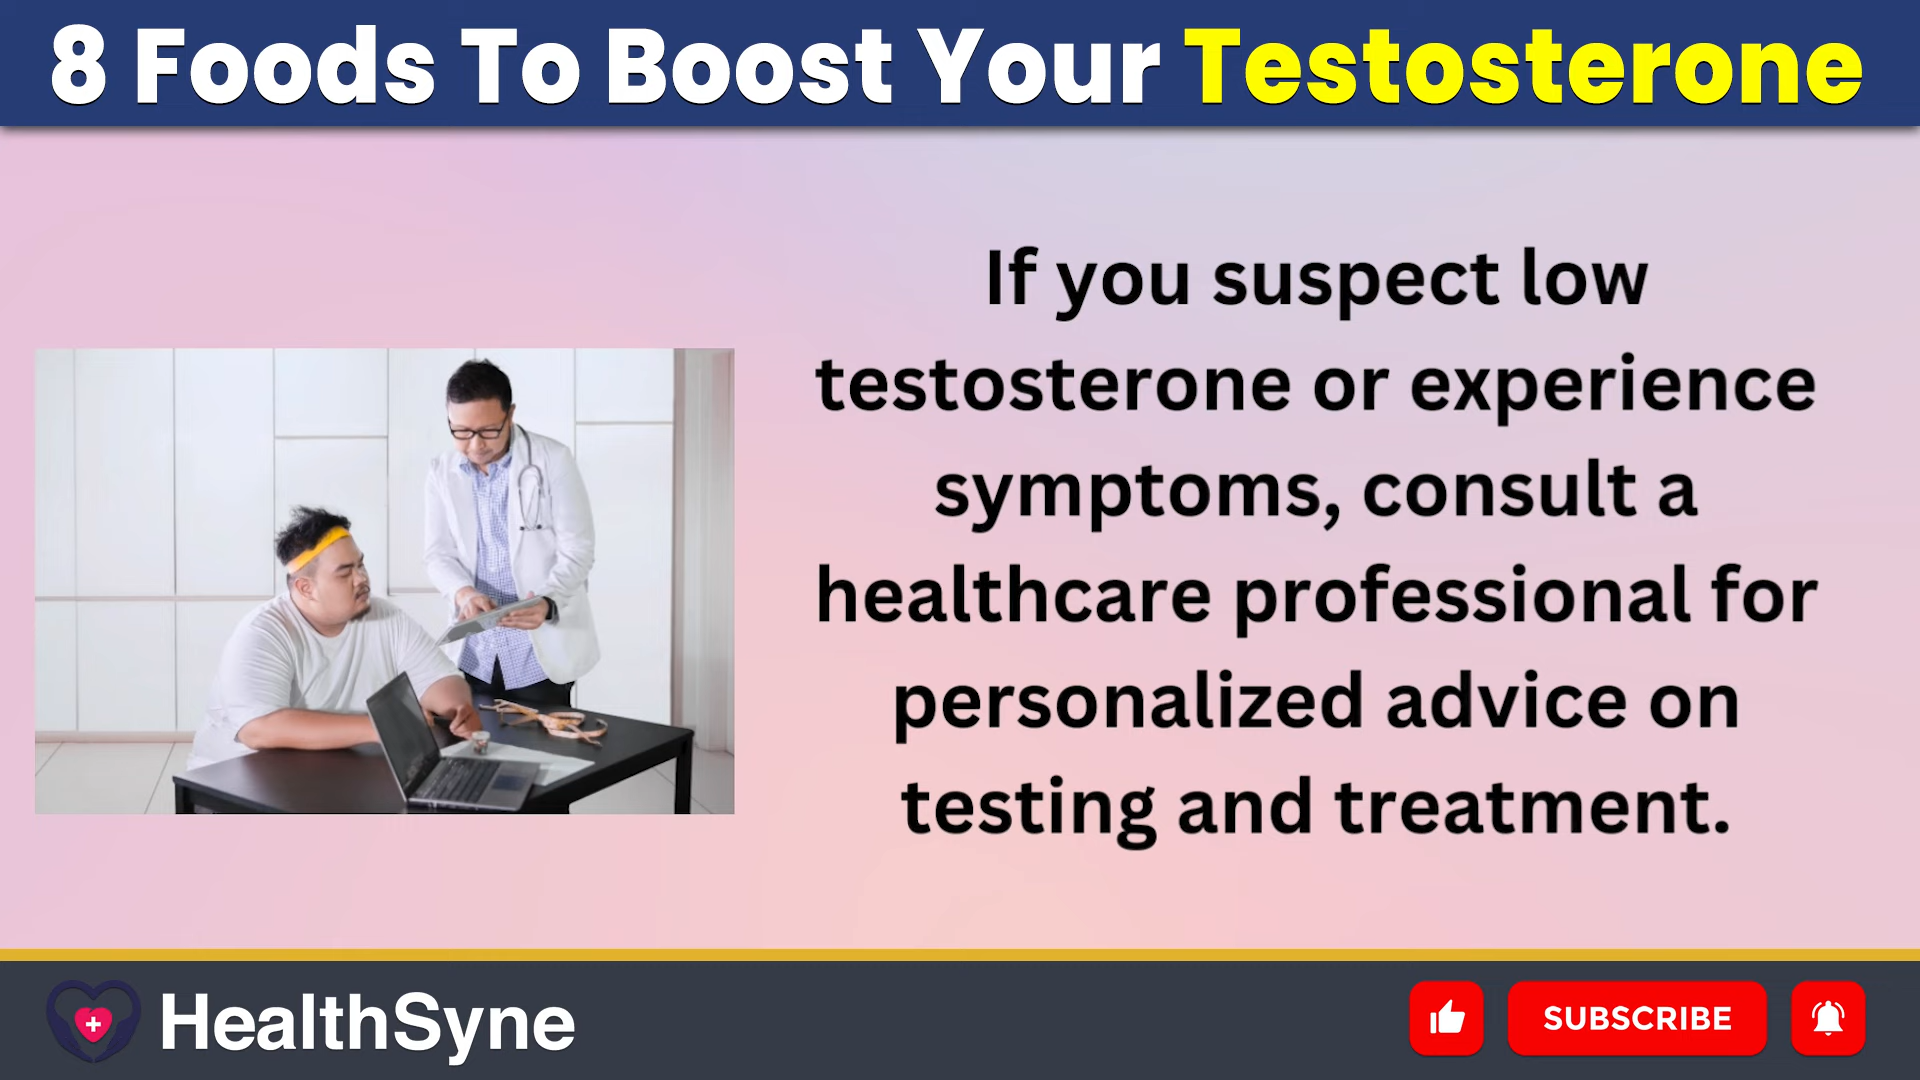 8 Foods To Boost Your Testosterone
If you suspect low
testosterone or experience
symptoms, consult a
healthcare professional for
personalized advice on
testing and treatment.
HealthSyne
SUBSCRIBE